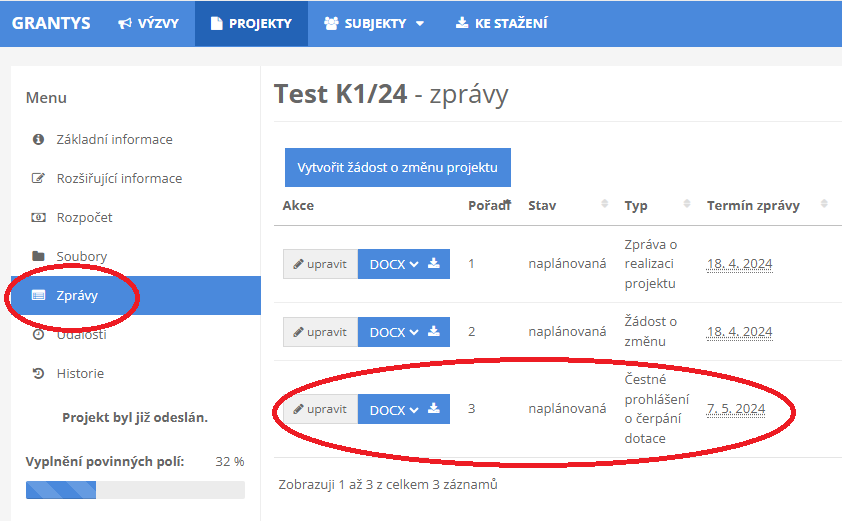 GRANTYS VÝZVY PROJEKTY SUBJEKTY KE STAŽENÍ
Menu
Základní informace
Rozšiřující informace
Rozpočet
Soubory
Zprávy
Události
Historie
Projekt byl již odeslán.
Vyplnění povinných polí: 32 %
Test K1/24 - zprávy
Vytvořit žádost o změnu projektu
Akce Pořadí Stav Typ Termín zprávy
upravit DOCX 1 naplánovaná Zpráva o
realizaci
projektu
18. 4. 2024
upravit DOCX 2 naplánovaná Žádost o
změnu
18. 4. 2024
upravit DOCX 3 naplánovaná Čestné
prohlášení
o čerpání
dotace
7. 5. 2024
Zobrazuji 1 až 3 z celkem 3 záznamů